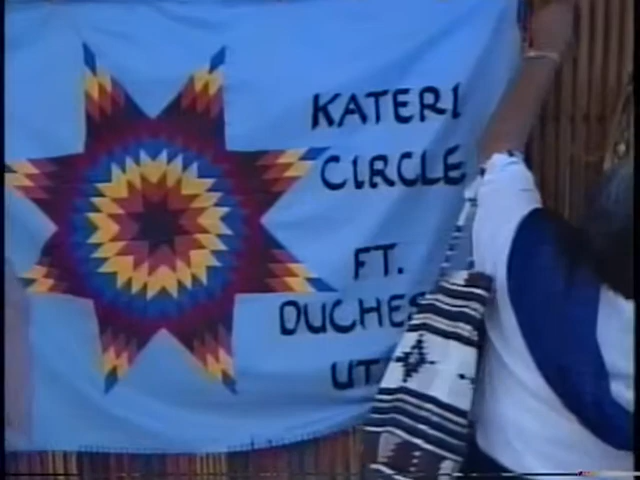 KATERI
CIRCLE
FT.
DUCHES
UT